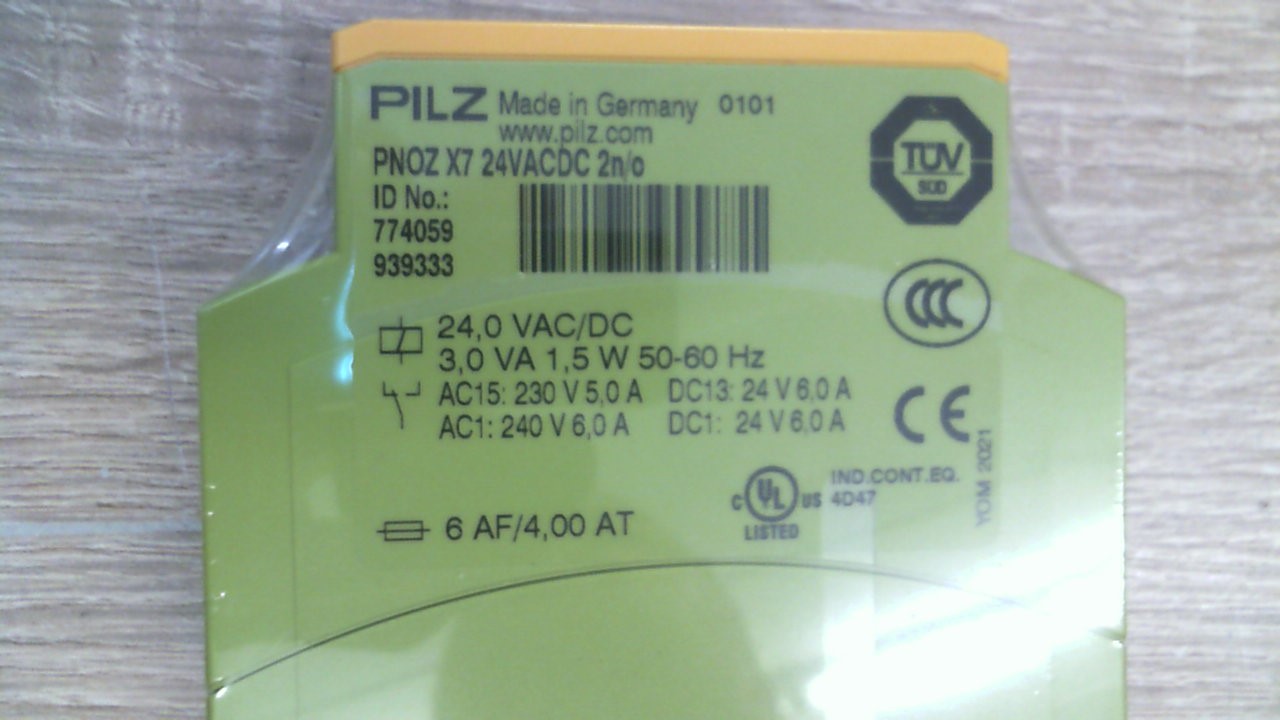 PILZ Made in Germany 0101
www.pilz.com
PNOZ X7 24VACDC 2n/o
ID No.:
774059
939333
TÜV
SÜD
CCC
24,0 VAC/DC
3,0 VA 1,5 W 50-60 Hz
AC15: 230 V 5,0 A DC13: 24 V 6,0 A
AC1: 240 V 6,0 A DC1: 24 V 6,0 A
CE
YOM 2021
C UL US IND.CONT.EQ.
4D47
LISTED
6 AF/4,00 AT